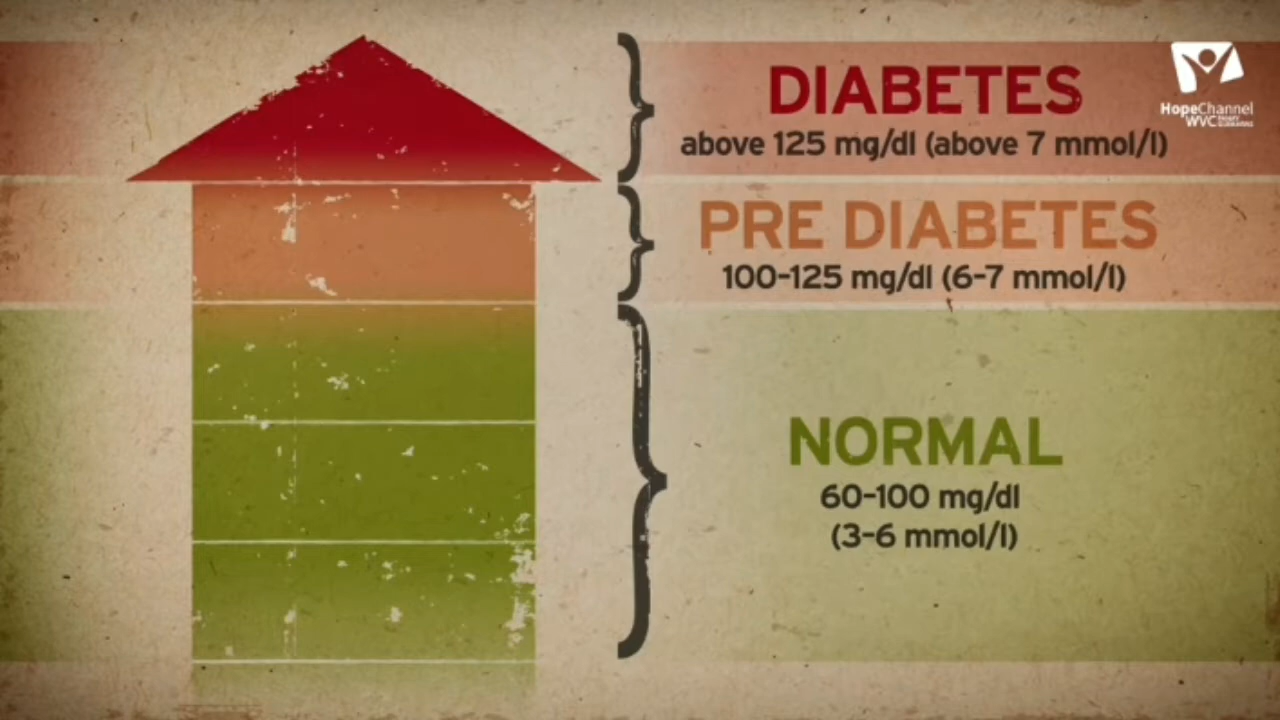 DIABETES
above 125 mg/dl (above 7 mmol/l)
HopeChannel
WVC
PRE DIABETES
100-125 mg/dl (6-7 mmol/l)
NORMAL
60-100 mg/dl
(3-6 mmol/l)